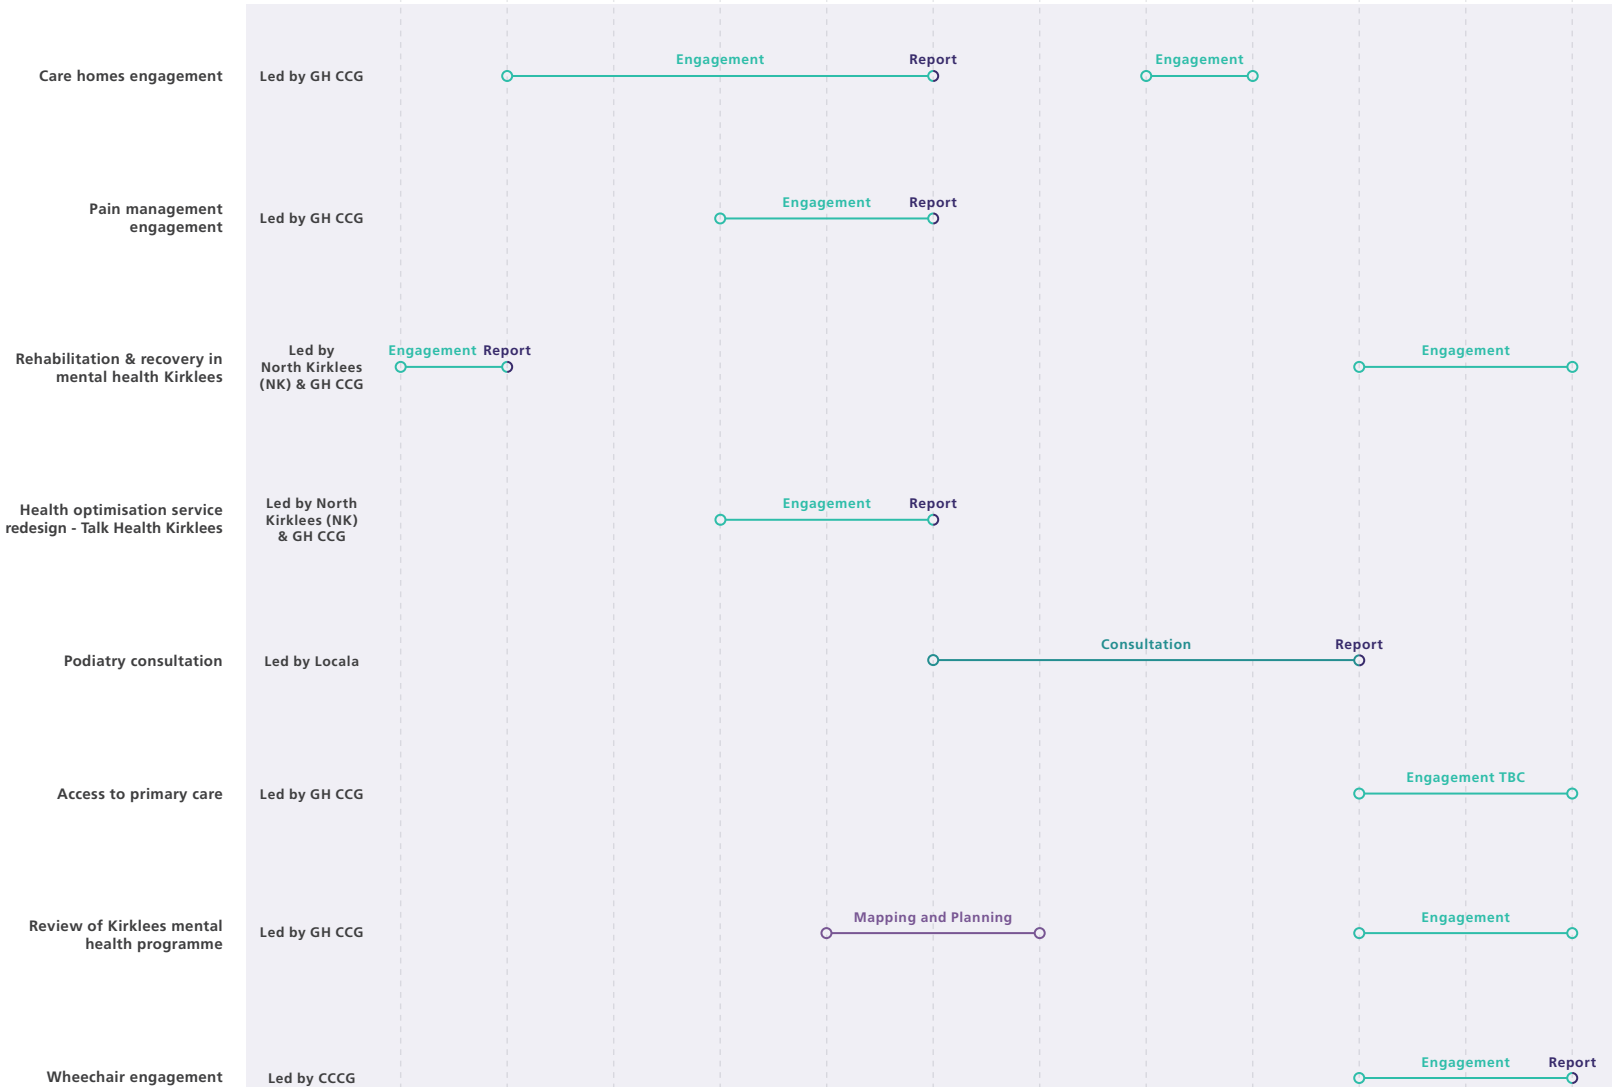 Care homes engagement
Led by GH CCG
Engagement
Report
Engagement
Pain management
engagement
Led by GH CCG
Engagement
Report
Rehabilitation & recovery in
mental health Kirklees
Led by
North Kirklees
(NK) & GH CCG
Engagement
Report
Engagement
Health optimisation service
redesign - Talk Health Kirklees
Led by North
Kirklees (NK)
& GH CCG
Engagement
Report
Podiatry consultation
Led by Locala
Consultation
Report
Access to primary care
Led by GH CCG
Engagement TBC
Review of Kirklees mental
health programme
Led by GH CCG
Mapping and Planning
Engagement
Wheechair engagement
Led by CCCG
Engagement
Report